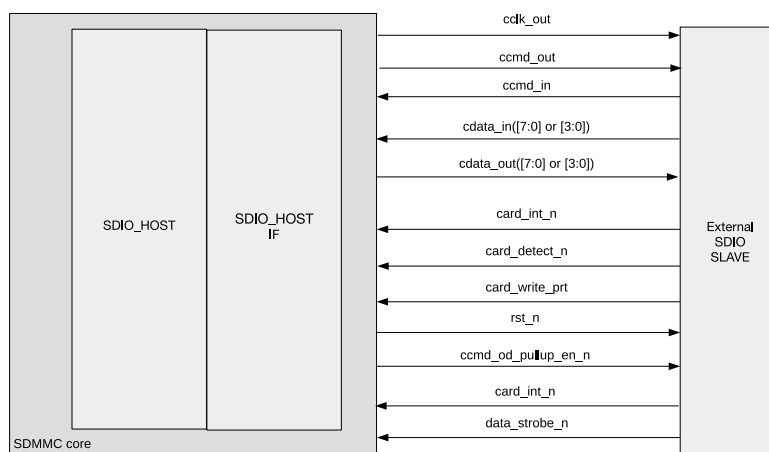 cclk_out
ccmd_out
ccmd_in
cdata_in([7:0] or [3:0])
cdata_out([7:0] or [3:0])
SDIO_HOST
SDIO_HOST
IF
card_int_n
External
SDIO
SLAVE
card_detect_n
card_write_prt
rst_n
ccmd_od_pullup_en_n
card_int_n
data_strobe_n
SDMMC core